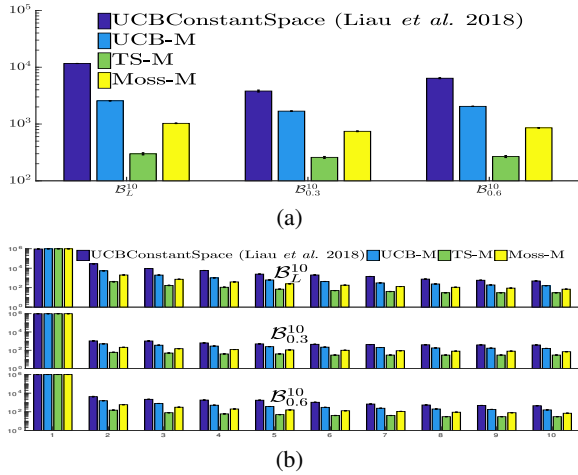 10^5
UCBConstantSpace (Liau et al. 2018)
UCB-M
10^4
TS-M
Moss-M
10^3
10^2
B_L^10 B_0.3^10 B_0.6^10
(a)
UCBConstantSpace (Liau et al. 2018) UCB-M TS-M Moss-M
B_L^10
B_0.3^10
B_0.6^10
1 2 3 4 5 6 7 8 9 10
(b)